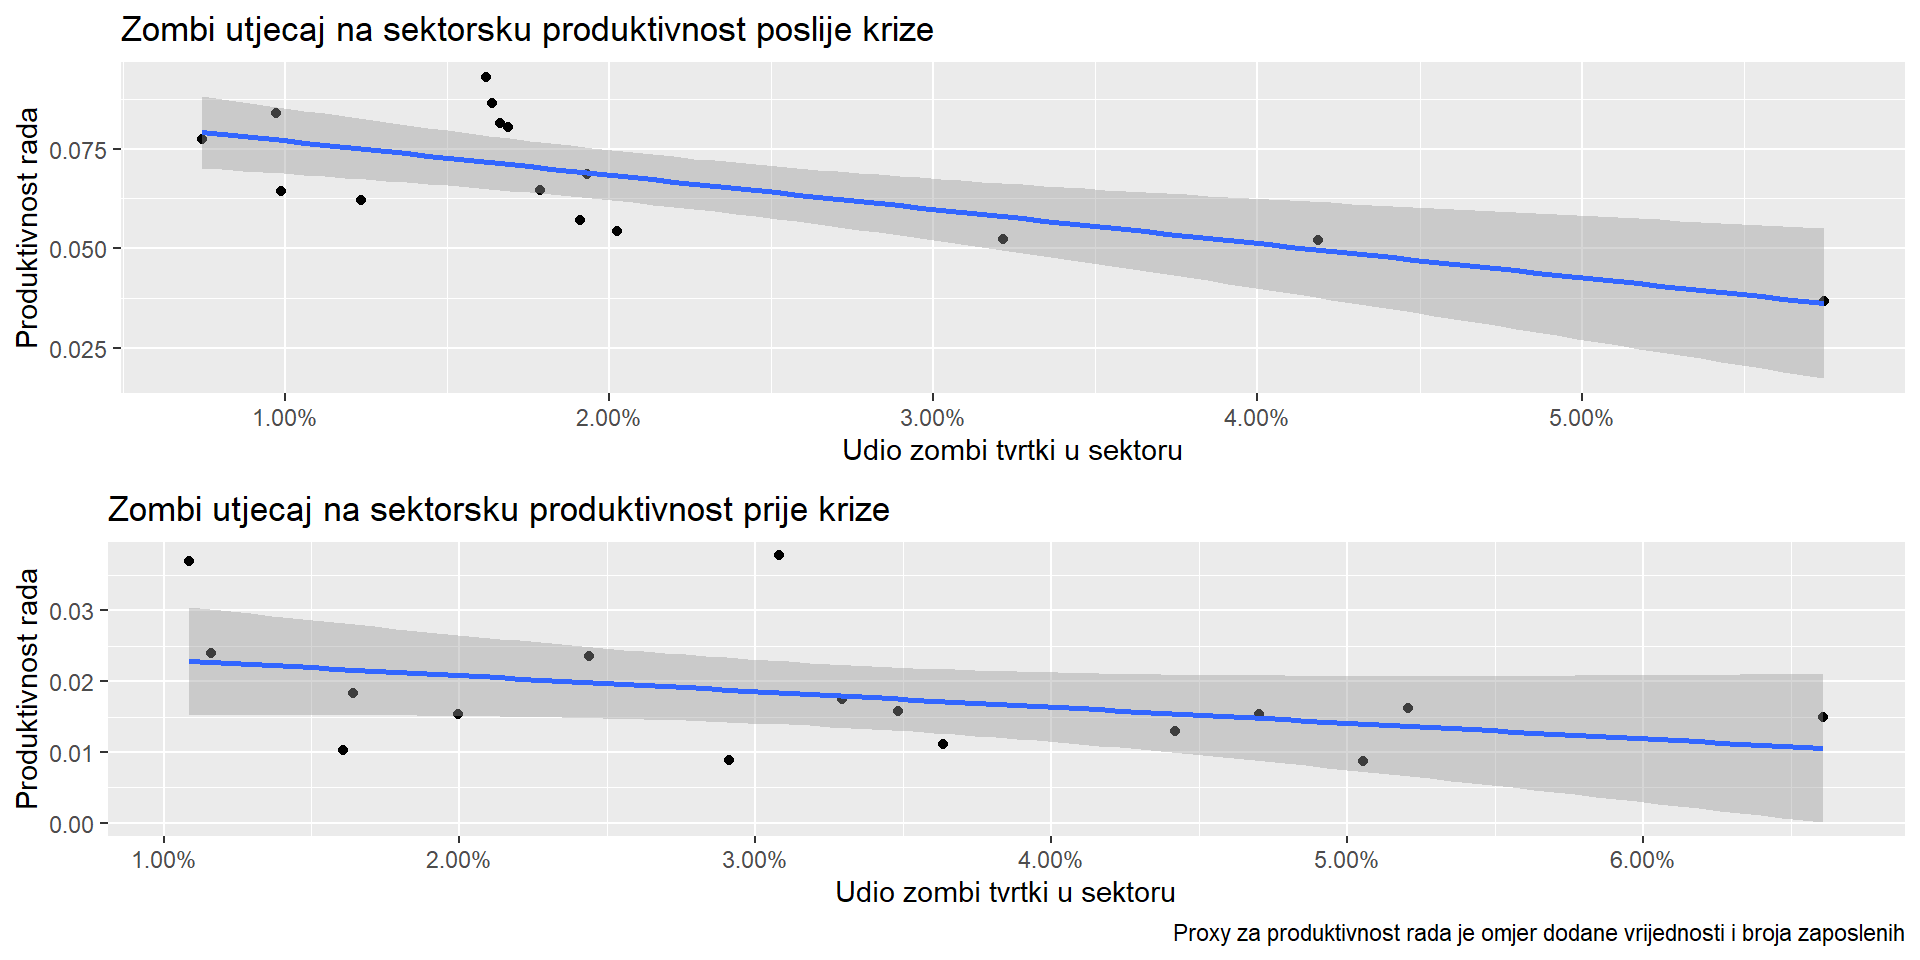 Zombi utjecaj na sektorsku produktivnost poslije krize
Produktivnost rada
0.075
0.050
0.025
1.00% 2.00% 3.00% 4.00% 5.00%
Udio zombi tvrtki u sektoru
Zombi utjecaj na sektorsku produktivnost prije krize
Produktivnost rada
0.03
0.02
0.01
0.00
1.00% 2.00% 3.00% 4.00% 5.00% 6.00%
Udio zombi tvrtki u sektoru
Proxy za produktivnost rada je omjer dodane vrijednosti i broja zaposlenih